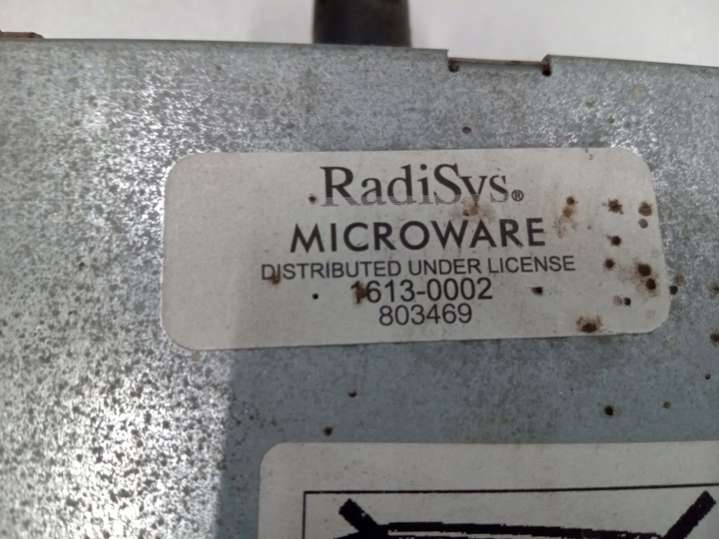 RadiSys®
MICROWARE
DISTRIBUTED UNDER LICENSE
1613-0002
803469